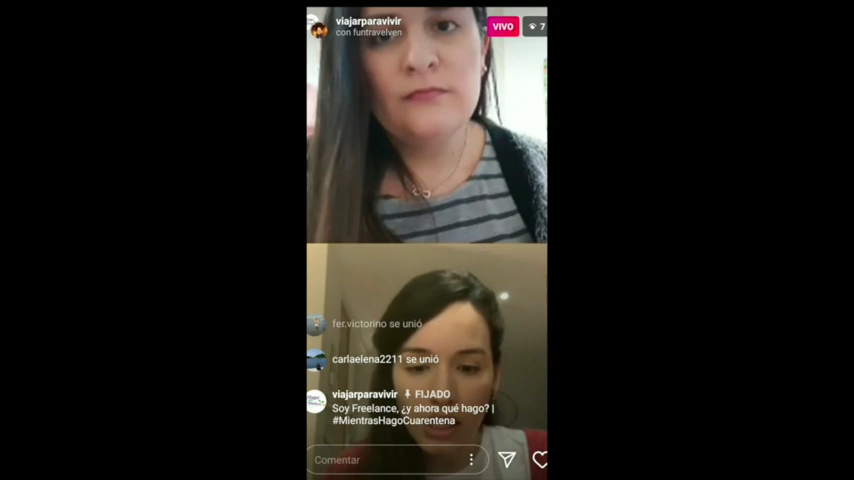 viajarparavivir
con funtravelven
VIVO
7
fer.victorino se unió
carlaelena2211 se unió
viajarparavivir FIJADO
Soy Freelance, ¿y ahora qué hago? |
#MientrasHagoCuarentena
Comentar